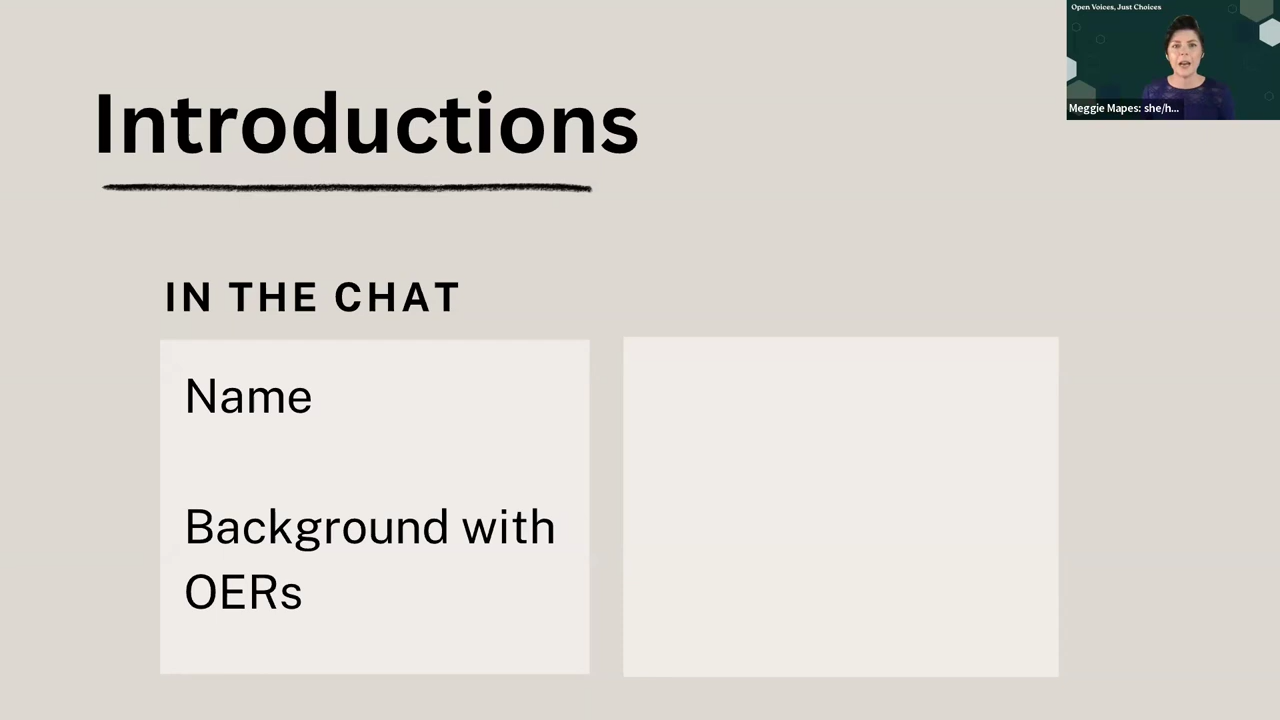 Open Voices, Just Choices
Meggie Mapes: she/h...
Introductions
IN THE CHAT
Name
Background with
OERs